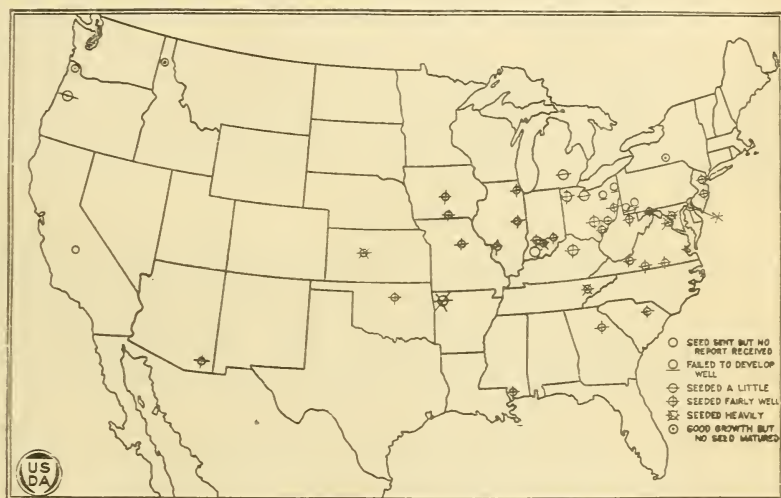 SEED SENT BUT NO
REPORT RECEIVED
FAILED TO DEVELOP
WELL
SEEDED A LITTLE
SEEDED FAIRLY WELL
SEEDED HEAVILY
GOOD GROWTH BUT
NO SEED MATURED
US
DA